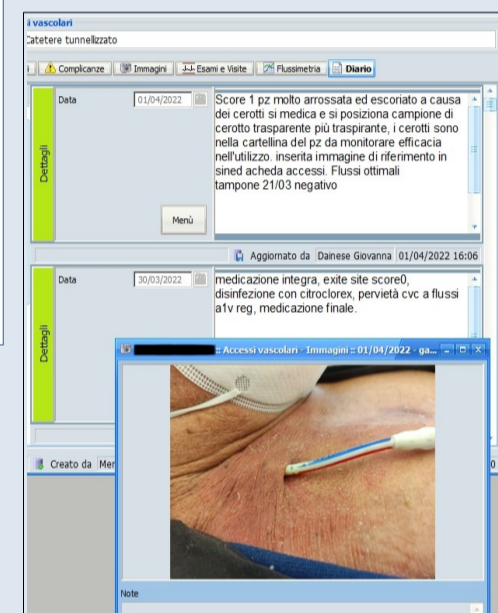 i vascolari
Catetere tunnelizzato
Complicanze Immagini Esami e Visite Flussimetria Diario
Dettagli
Data 01/04/2022
Score 1 pz molto arrossata ed escoriato a causa
dei cerotti si medica e si posiziona campione di
cerotto trasparente più traspirante, i cerotti sono
nella cartellina del pz da monitorare efficacia
nell'utilizzo. inserita immagine di riferimento in
sined acheda accessi. Flussi ottimali
tampone 21/03 negativo
Menù
Aggiornato da Dainese Giovanna 01/04/2022 16:06
Dettagli
Data 30/03/2022
medicazione integra, exite site score0,
disinfezione con citroclorex, pervietà cvc a flussi
a1v reg, medicazione finale.
:: Accessi vascolari - Immagini :: 01/04/2022 - ga...
Creato da Mer
0
Note